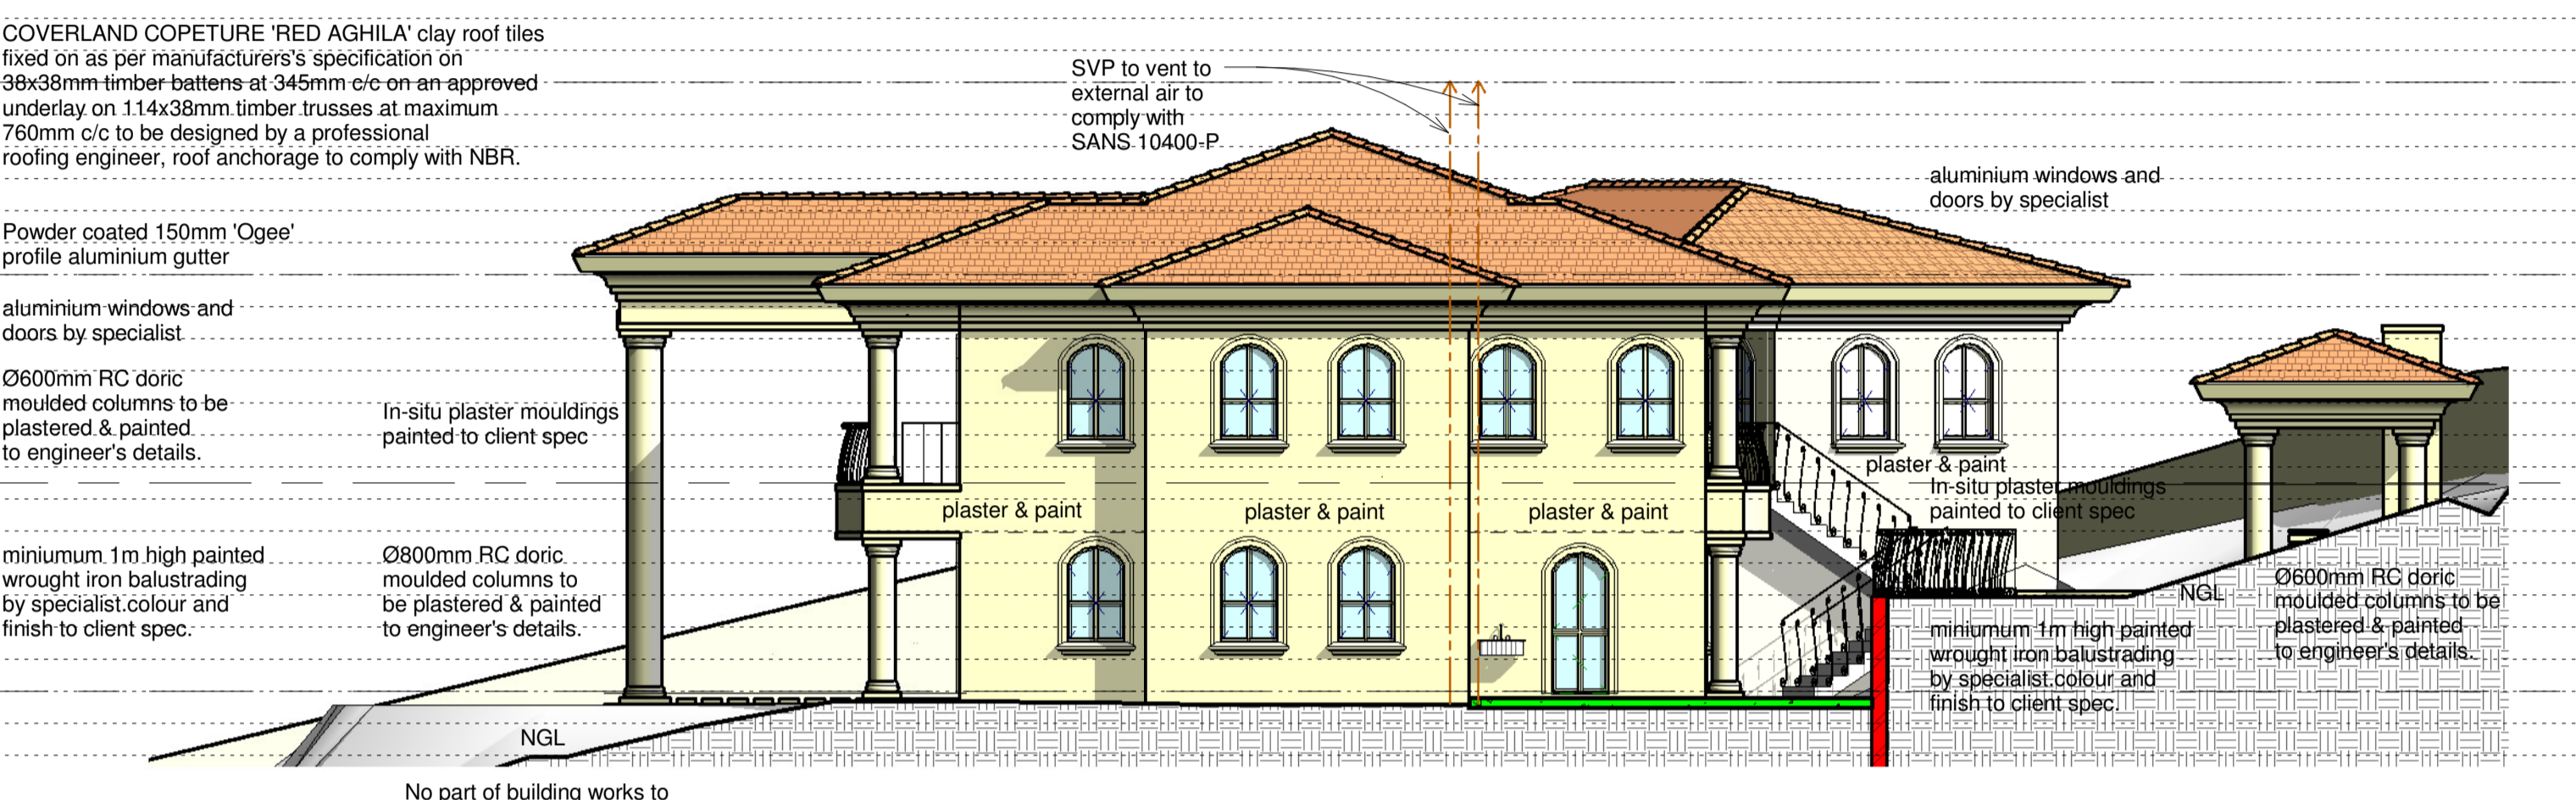 COVERLAND COPETURE 'RED AGHILA' clay roof tiles
fixed on as per manufacturers's specification on
38x38mm timber battens at 345mm c/c on an approved
underlay on 114x38mm timber trusses at maximum
760mm c/c to be designed by a professional
roofing engineer, roof anchorage to comply with NBR.
SVP to vent to
external air to
comply with
SANS 10400-P
aluminium windows and
doors by specialist
Powder coated 150mm 'Ogee'
profile aluminium gutter
aluminium windows and
doors by specialist
Ø600mm RC doric
moulded columns to be
plastered & painted
to engineer's details.
In-situ plaster mouldings
painted to client spec
plaster & paint
In-situ plaster mouldings
painted to client spec
plaster & paint
plaster & paint
plaster & paint
miniumum 1m high painted
wrought iron balustrading
by specialist.colour and
finish to client spec.
Ø800mm RC doric
moulded columns to
be plastered & painted
to engineer's details.
NGL
Ø600mm RC doric
moulded columns to be
plastered & painted
to engineer's details.
miniumum 1m high painted
wrought iron balustrading
by specialist.colour and
finish to client spec.
NGL
No part of building works to